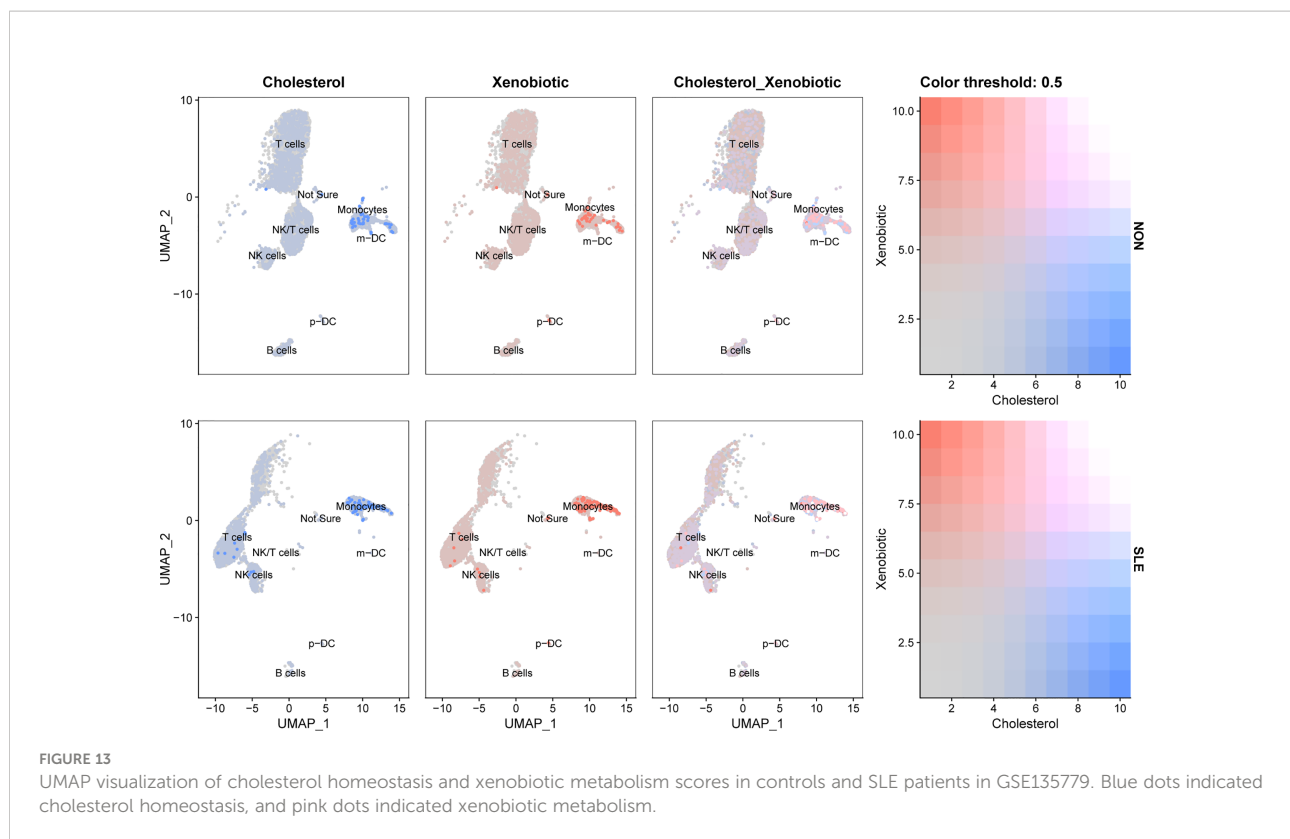 Cholesterol
Xenobiotic
Cholesterol_Xenobiotic
Color threshold: 0.5
10
0
−10
UMAP_2
T cells
Not Sure
Monocytes
NK/T cells
m−DC
NK cells
p−DC
B cells
T cells
Not Sure
Monocytes
NK/T cells
m−DC
NK cells
p−DC
B cells
T cells
Not Sure
Monocytes
NK/T cells
m−DC
NK cells
p−DC
B cells
10.0
7.5
5.0
2.5
Xenobiotic
2 4 6 8 10
Cholesterol
NON
10
0
−10
UMAP_2
Monocytes
Not Sure
T cells
NK/T cells
m−DC
NK cells
p−DC
B cells
−10 −5 0 5 10 15
UMAP_1
Monocytes
Not Sure
T cells
NK/T cells
m−DC
NK cells
p−DC
B cells
−10 −5 0 5 10 15
UMAP_1
Monocytes
Not Sure
T cells
NK/T cells
m−DC
NK cells
p−DC
B cells
−10 −5 0 5 10 15
UMAP_1
10.0
7.5
5.0
2.5
Xenobiotic
2 4 6 8 10
Cholesterol
SLE
FIGURE 13
UMAP visualization of cholesterol homeostasis and xenobiotic metabolism scores in controls and SLE patients in GSE135779. Blue dots indicated
cholesterol homeostasis, and pink dots indicated xenobiotic metabolism.